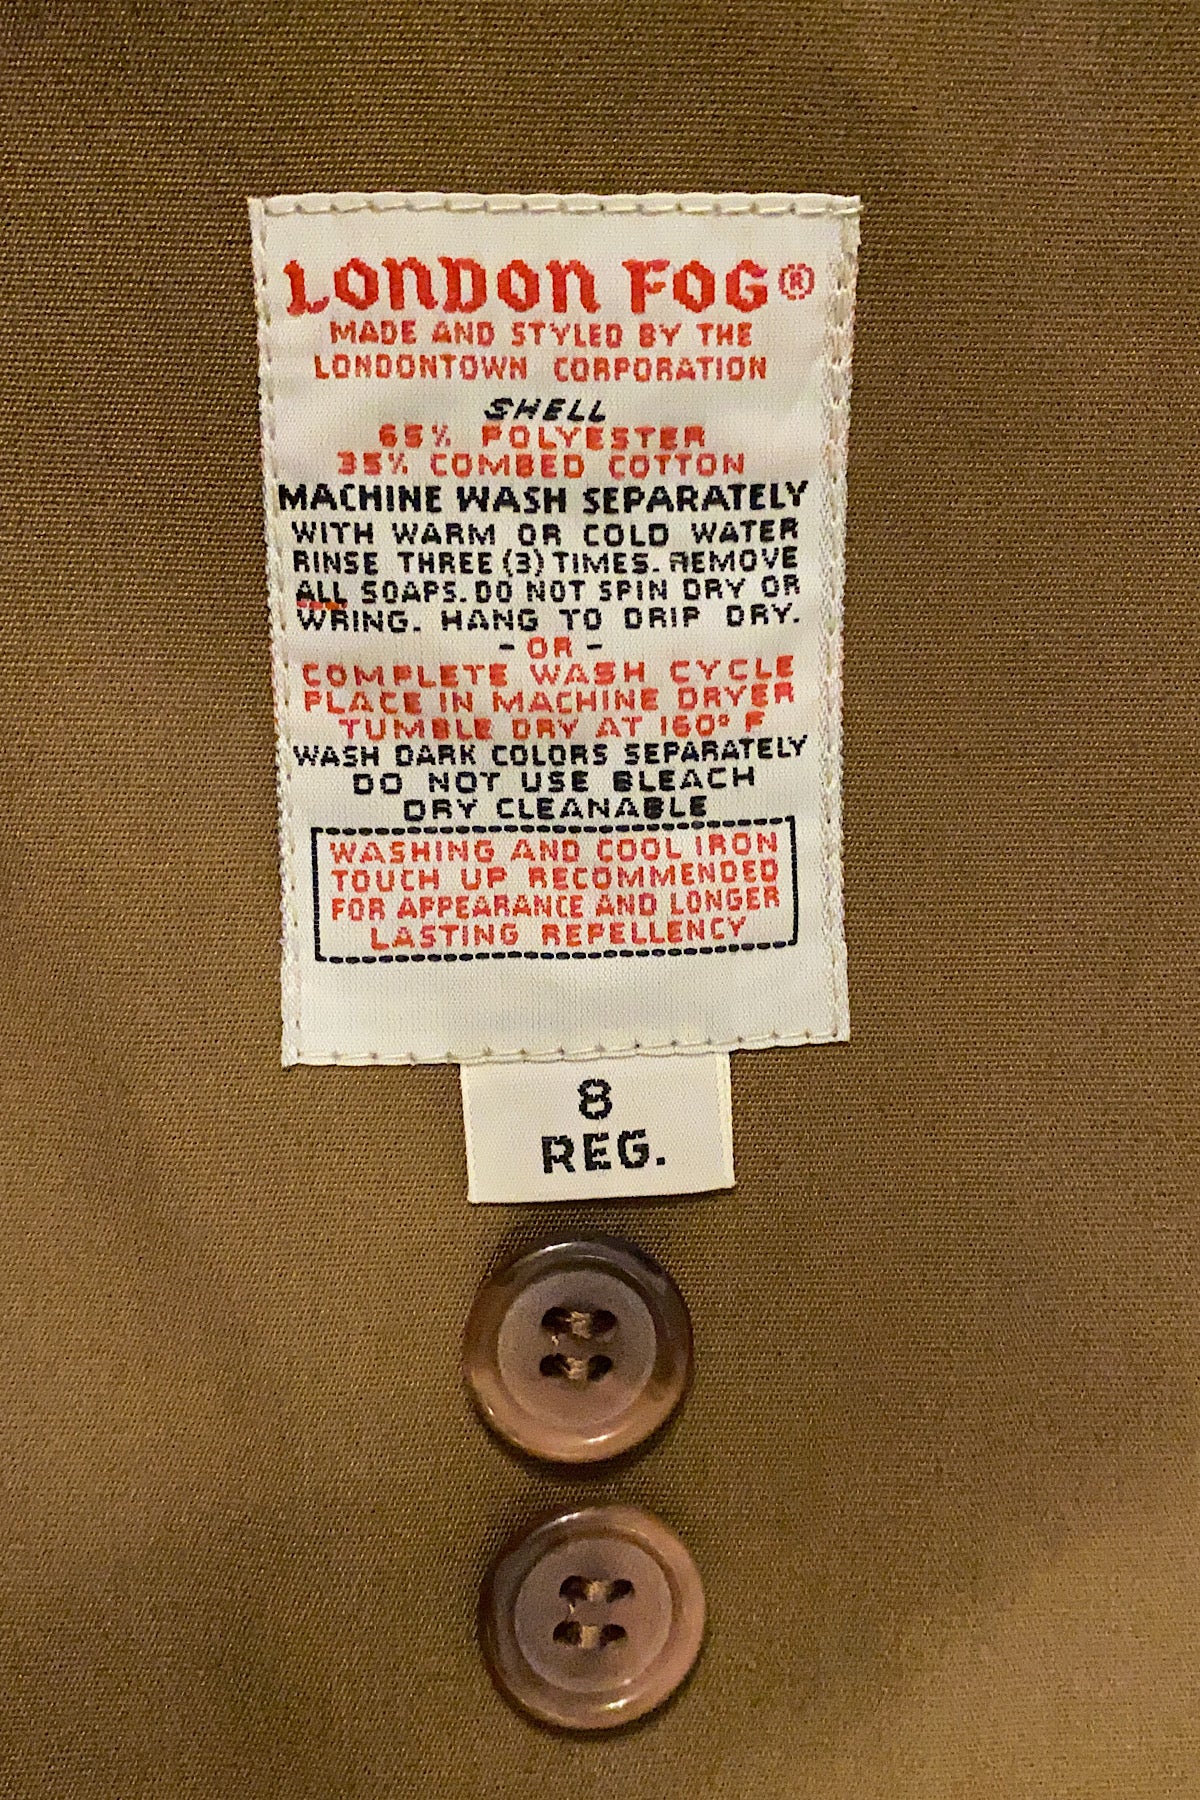 LONDON FOG®
MADE AND STYLED BY THE
LONDONTOWN CORPORATION
SHELL
65% POLYESTER
35% COMBED COTTON
MACHINE WASH SEPARATELY
WITH WARM OR COLD WATER
RINSE THREE (3) TIMES. REMOVE
ALL SOAPS. DO NOT SPIN DRY OR
WRING. HANG TO DRIP DRY.
- OR -
COMPLETE WASH CYCLE
PLACE IN MACHINE DRYER
TUMBLE DRY AT 160° F
WASH DARK COLORS SEPARATELY
DO NOT USE BLEACH
DRY CLEANABLE
WASHING AND COOL IRON
TOUCH UP RECOMMENDED
FOR APPEARANCE AND LONGER
LASTING REPELLENCY
8
REG.